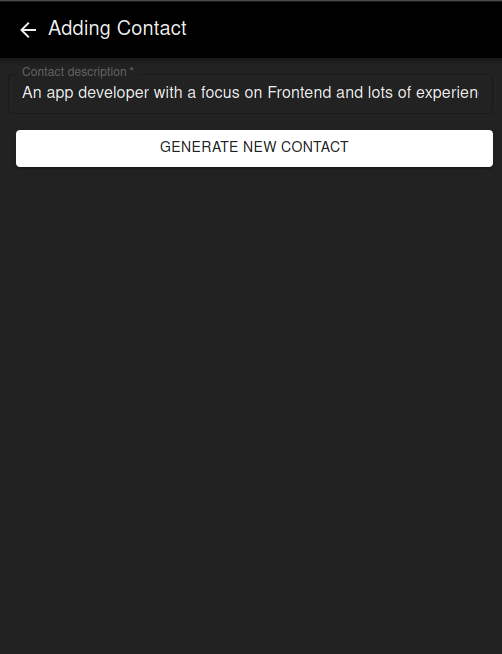 Adding Contact
Contact description *
An app developer with a focus on Frontend and lots of experien
GENERATE NEW CONTACT